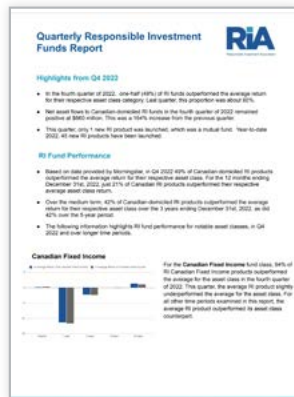 Quarterly Responsible Investment
Funds Report
RiA
Highlights from Q4 2022
In the fourth quarter of 2022, one-half (49%) of RI funds outperformed the average return
for their respective asset class category. Last quarter, this proportion was about 60%.
Net asset flows to Canadian-domiciled RI funds in the fourth quarter of 2022 remained
positive at $960 million. This was a 164% increase from the previous quarter.
This quarter, only 1 new RI product was launched, which was a mutual fund. Year-to-date
2022, 40 new RI products have been launched.
RI Fund Performance
Based on data provided by Morningstar, in Q4 2022 49% of Canadian-domiciled RI products
outperformed the average return for their respective asset class. For the 12 months ending
December 31st, 2022, just 21% of Canadian RI products outperformed their respective
average asset class return.
Over the medium term, 42% of Canadian-domiciled RI products outperformed the average
return for their respective asset class over the 3 years ending December 31st, 2022, as did
42% over the 5-year period.
The following information highlights RI fund performance for notable asset classes, in Q4
2022 and over longer time periods.
Canadian Fixed Income
For the Canadian Fixed Income fund class, 54% of
RI Canadian Fixed Income products outperformed
the average for the asset class in the fourth quarter
of 2022. This quarter, the average RI product slightly
underperformed the average for the asset class. For
all other time periods examined in this report, the
average RI product outperformed its asset class
counterpart.